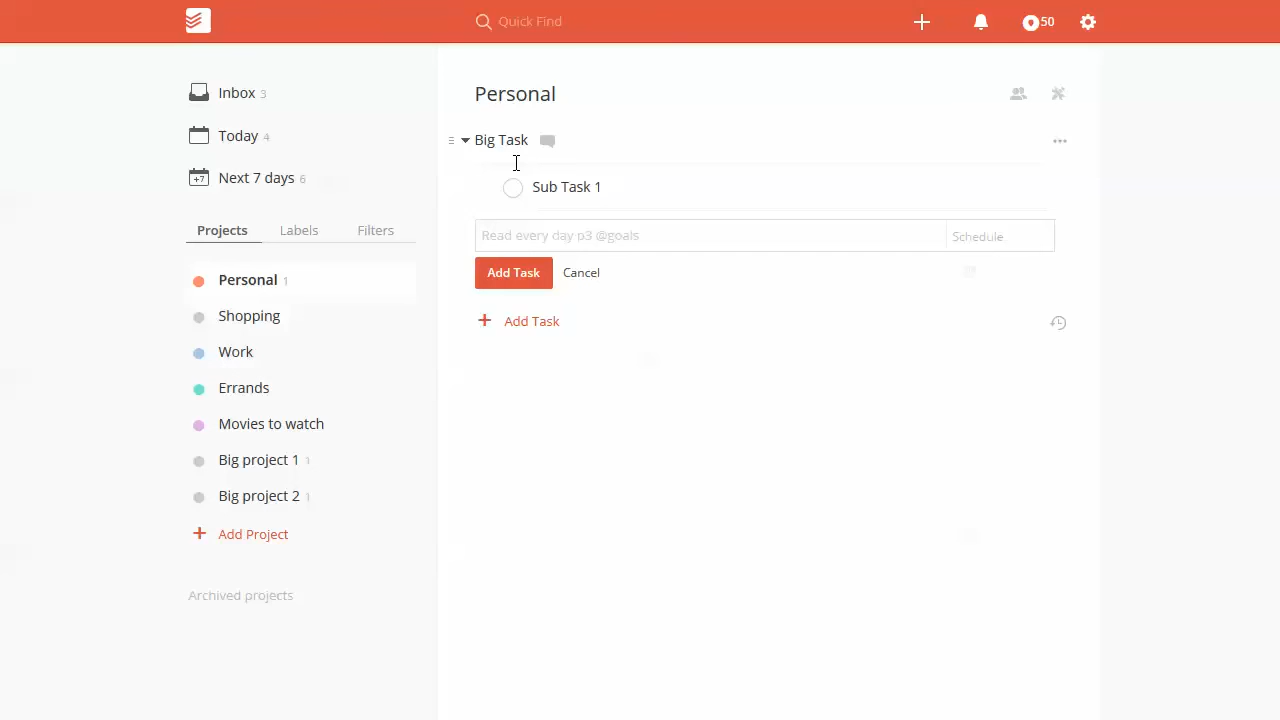 Quick Find
50
Inbox 3
Today 4
+7 Next 7 days 6
Projects Labels Filters
Personal 1
Shopping
Work
Errands
Movies to watch
Big project 1 1
Big project 2 1
+ Add Project
Archived projects
Personal
Big Task
Sub Task 1
Read every day p3 @goals Schedule
Add Task Cancel
+ Add Task